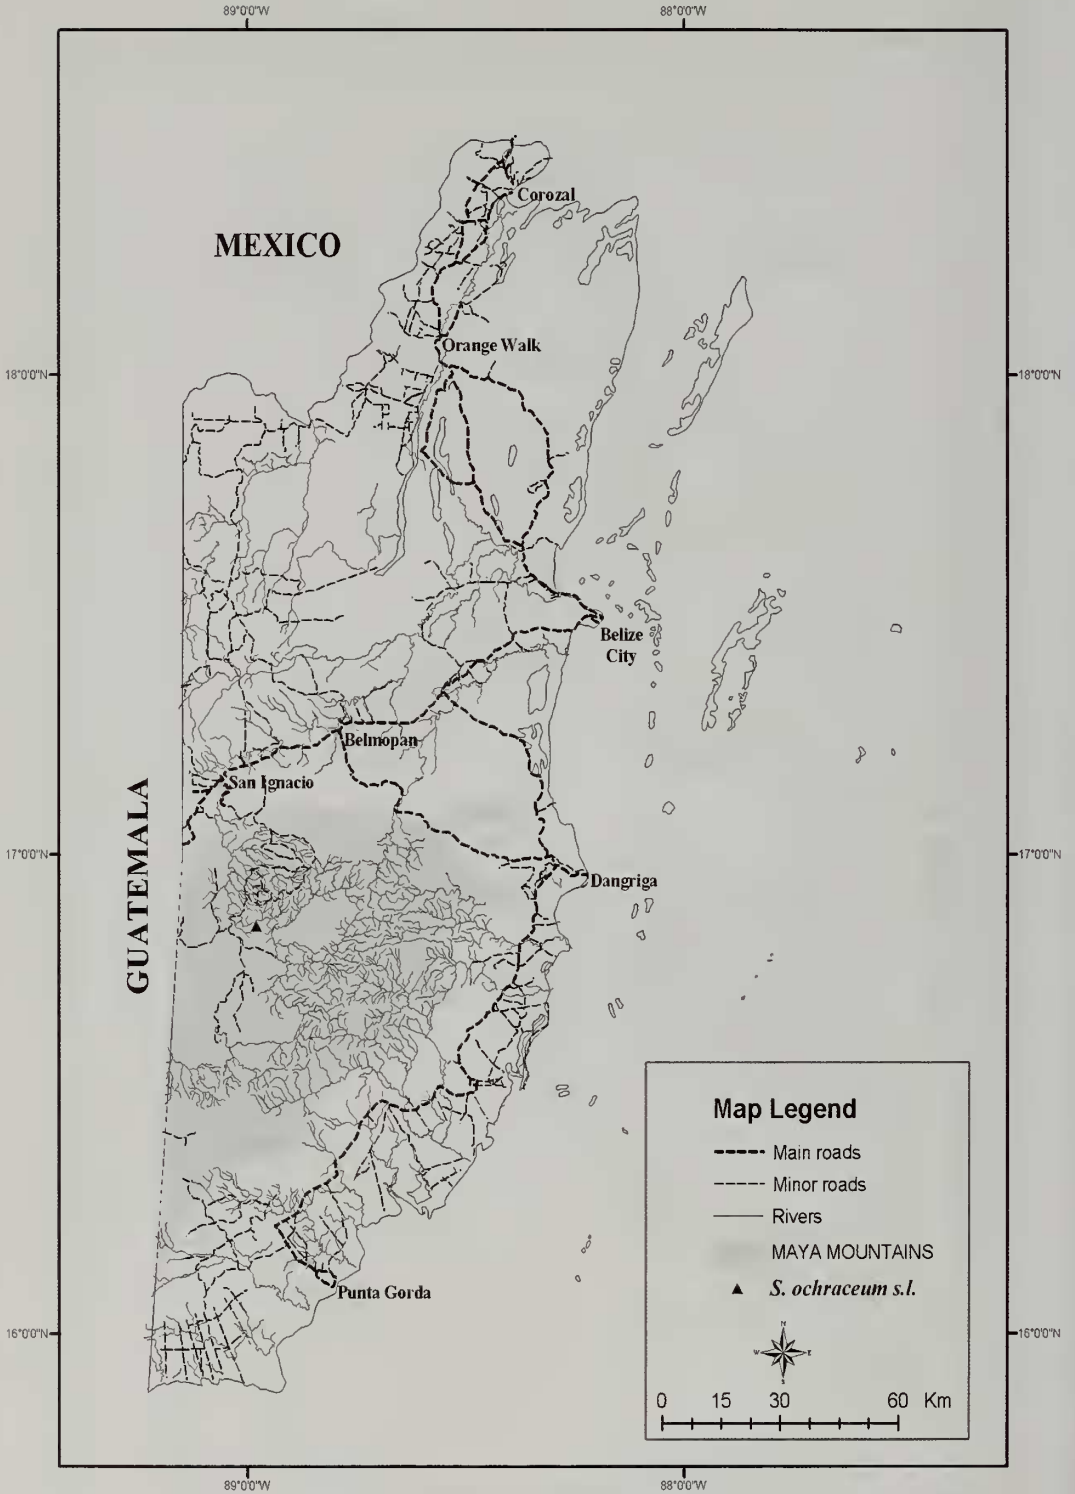 89°0'0"W
88°0'0"W
Corozal
MEXICO
Orange Walk
18°0'0"N
18°0'0"N
Belize
City
Belmopan
San Ignacio
GUATEMALA
17°0'0"N
17°0'0"N
Dangriga
Map Legend
Main roads
Minor roads
Rivers
MAYA MOUNTAINS
S. ochraceum s.l.
Punta Gorda
N
W
E
S
16°0'0"N
16°0'0"N
0 15 30 60 Km
89°0'0"W
88°0'0"W